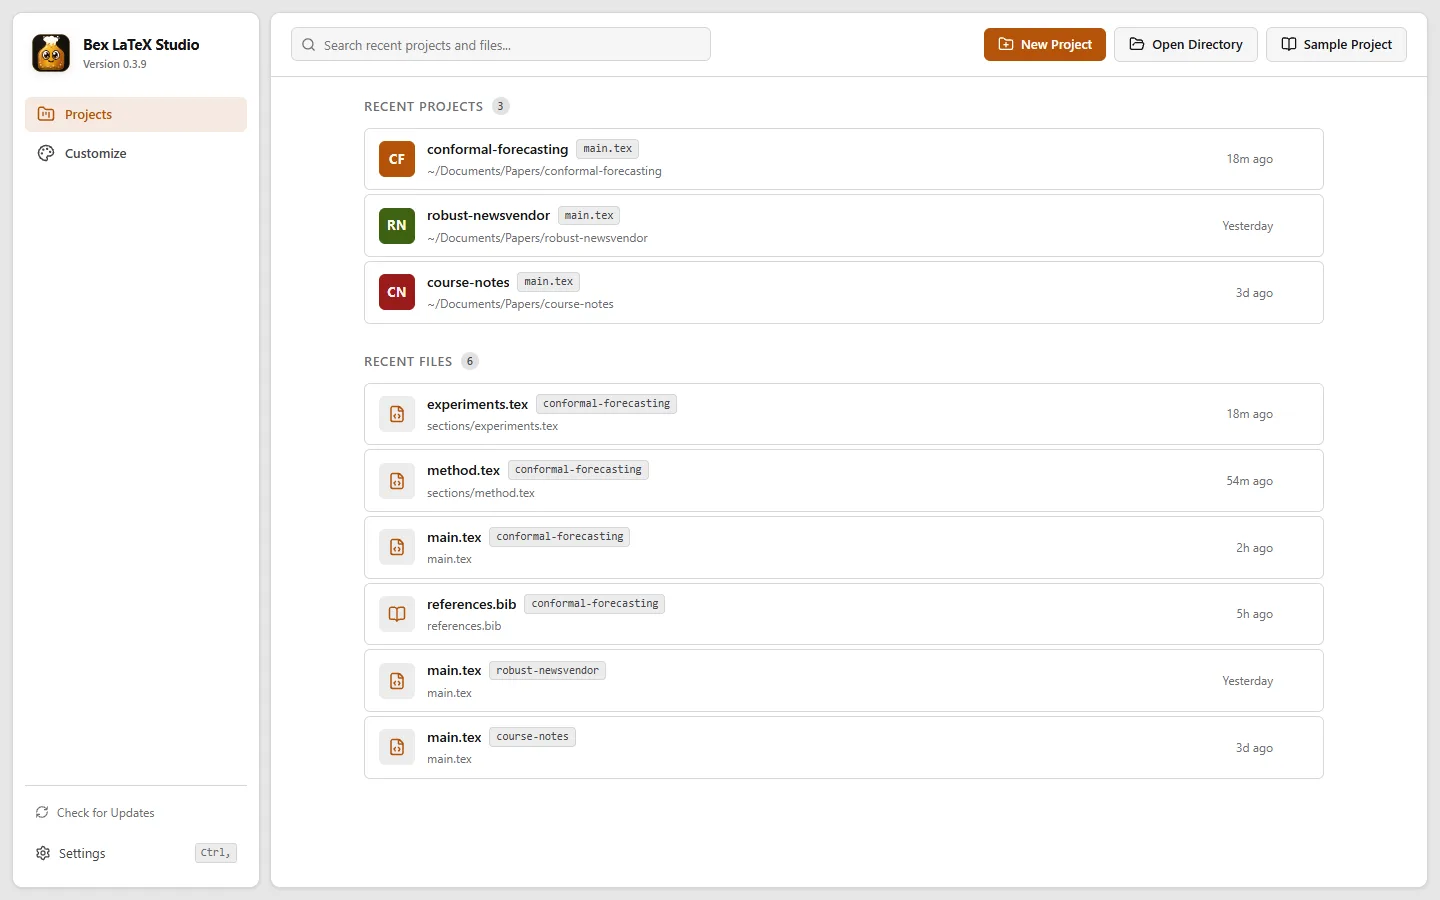 Bex LaTeX Studio
Version 0.3.9
Projects
Customize
Check for Updates
Settings
Ctrl,
Search recent projects and files...
New Project
Open Directory
Sample Project
RECENT PROJECTS 3
CF
conformal-forecasting main.tex
~/Documents/Papers/conformal-forecasting
18m ago
RN
robust-newsvendor main.tex
~/Documents/Papers/robust-newsvendor
Yesterday
CN
course-notes main.tex
~/Documents/Papers/course-notes
3d ago
RECENT FILES 6
experiments.tex conformal-forecasting
sections/experiments.tex
18m ago
method.tex conformal-forecasting
sections/method.tex
54m ago
main.tex conformal-forecasting
main.tex
2h ago
references.bib conformal-forecasting
references.bib
5h ago
main.tex robust-newsvendor
main.tex
Yesterday
main.tex course-notes
main.tex
3d ago